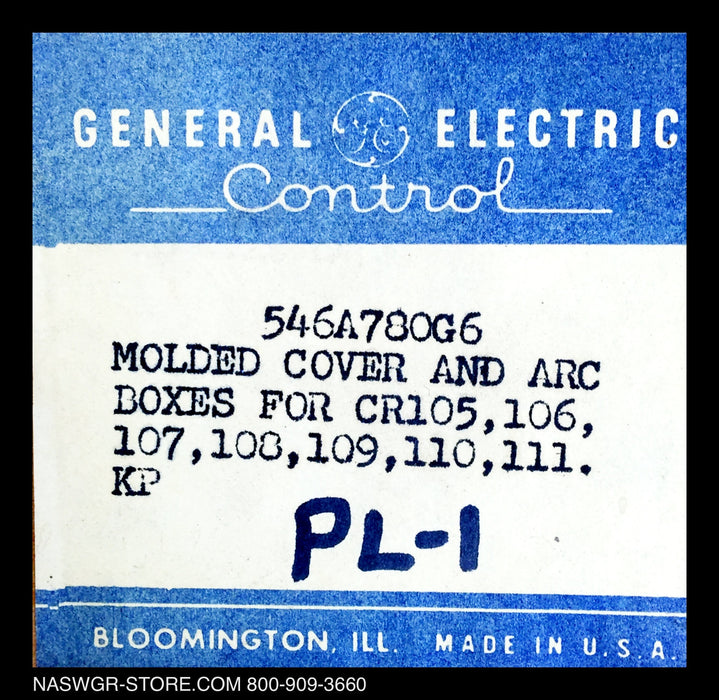 GENERAL GE ELECTRIC
Control
546A780G6
MOLDED COVER AND ARC
BOXES FOR CR105,106,
107,108,109,110,111.
KP
PL-1
BLOOMINGTON, ILL. MADE IN U.S.A.
NASWGR-STORE.COM 800-909-3660